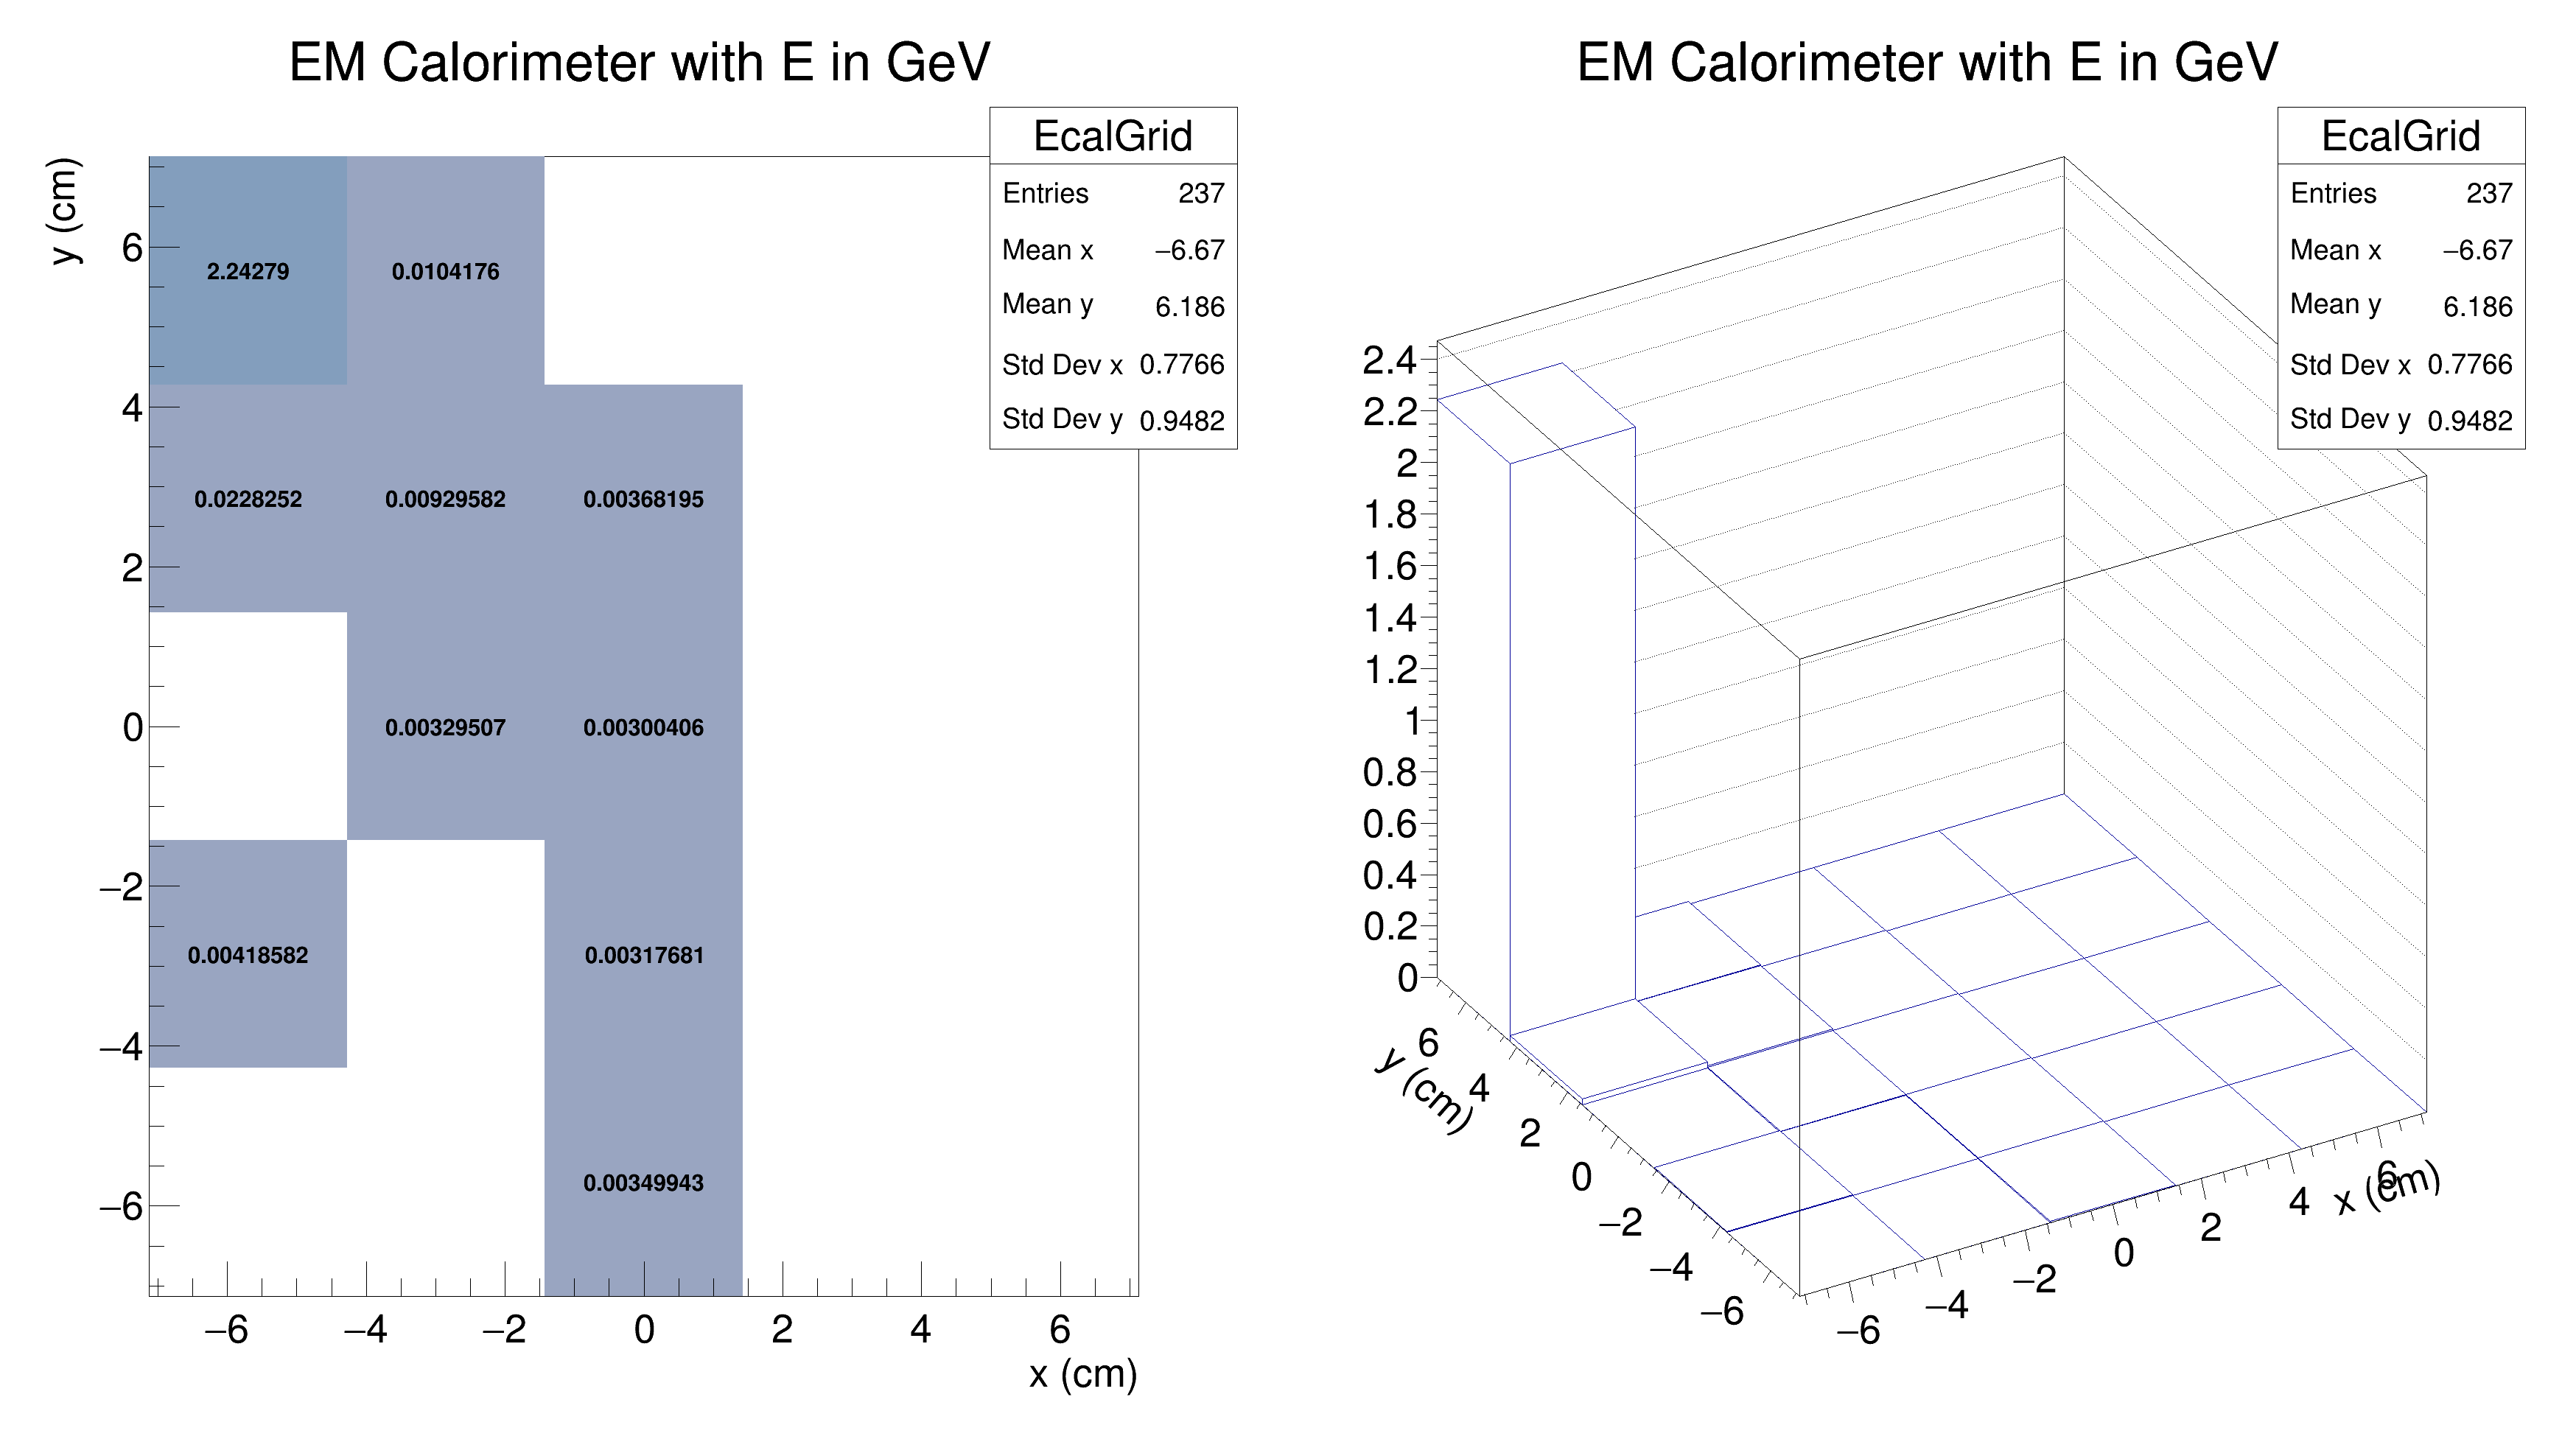 EM Calorimeter with E in GeV
EcalGrid
Entries 237
Mean x −6.67
Mean y 6.186
Std Dev x 0.7766
Std Dev y 0.9482
y (cm)
6
4
2
0
−2
−4
−6
2.24279 0.0104176
0.0228252 0.00929582 0.00368195
0.00329507 0.00300406
0.00418582 0.00317681
0.00349943
−6 −4 −2 0 2 4 6
x (cm)
EM Calorimeter with E in GeV
EcalGrid
Entries 237
Mean x −6.67
Mean y 6.186
Std Dev x 0.7766
Std Dev y 0.9482
2.4
2.2
2
1.8
1.6
1.4
1.2
1
0.8
0.6
0.4
0.2
0
y (cm)
6
4
2
0
−2
−4
−6
−6 −4 −2 0 2 4 6
x (cm)